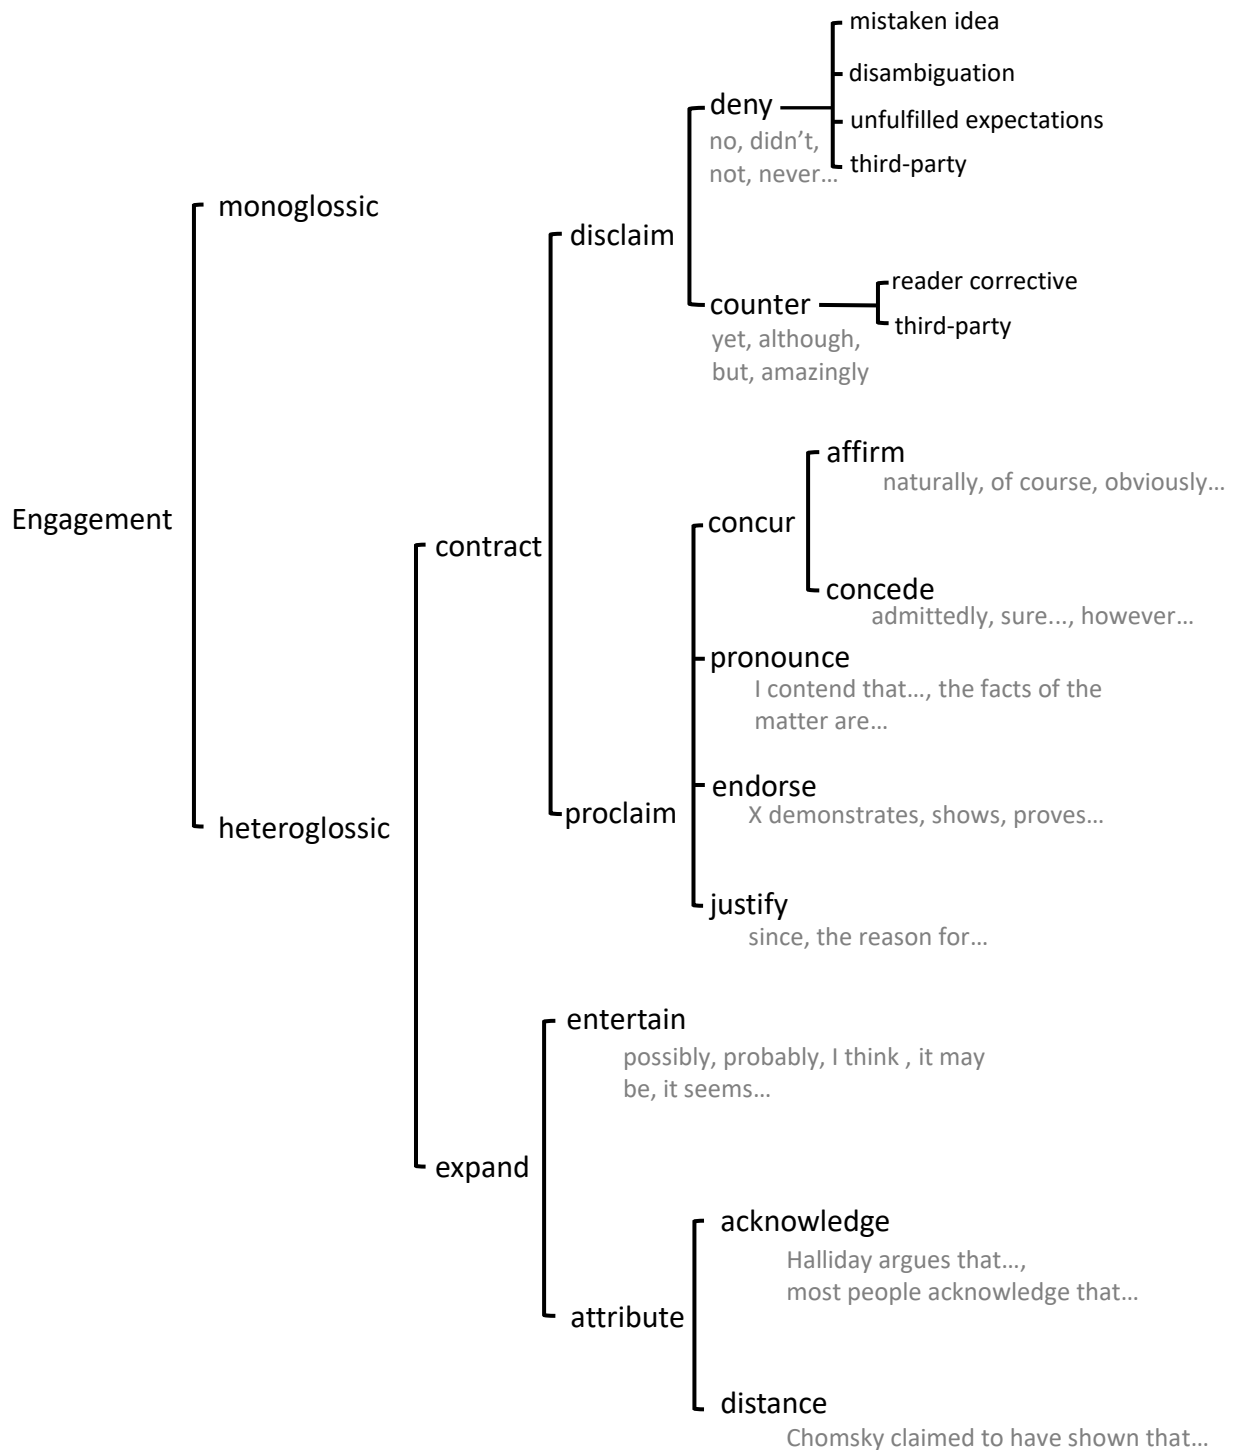 mistaken idea
disambiguation
deny
unfulfilled expectations
no, didn’t,
not, never…
third-party
monoglossic
disclaim
reader corrective
counter
third-party
yet, although,
but, amazingly
affirm
naturally, of course, obviously…
Engagement
concur
contract
concede
admittedly, sure..., however…
pronounce
I contend that…, the facts of the
matter are…
endorse
X demonstrates, shows, proves…
proclaim
heteroglossic
justify
since, the reason for…
entertain
possibly, probably, I think , it may
be, it seems…
expand
acknowledge
Halliday argues that…,
most people acknowledge that…
attribute
distance
Chomsky claimed to have shown that…